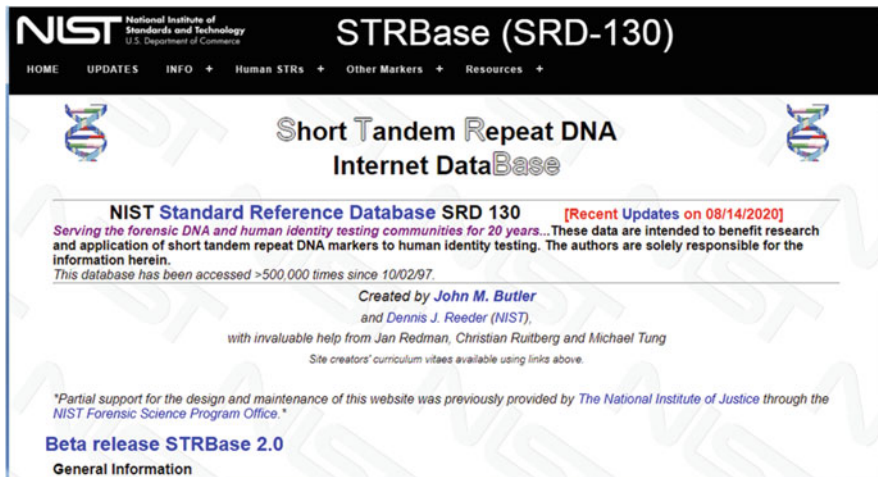 NIST National Institute of
Standards and Technology
U.S. Department of Commerce
STRBase (SRD-130)
HOME UPDATES INFO + Human STRs + Other Markers + Resources +
Short Tandem Repeat DNA
Internet DataBase
NIST Standard Reference Database SRD 130 [Recent Updates on 08/14/2020]
Serving the forensic DNA and human identity testing communities for 20 years...These data are intended to benefit research
and application of short tandem repeat DNA markers to human identity testing. The authors are solely responsible for the
information herein.
This database has been accessed >500,000 times since 10/02/97.
Created by John M. Butler
and Dennis J. Reeder (NIST),
with invaluable help from Jan Redman, Christian Ruitberg and Michael Tung
Site creators' curriculum vitaes available using links above.
*Partial support for the design and maintenance of this website was previously provided by The National Institute of Justice through the
NIST Forensic Science Program Office.*
Beta release STRBase 2.0
General Information